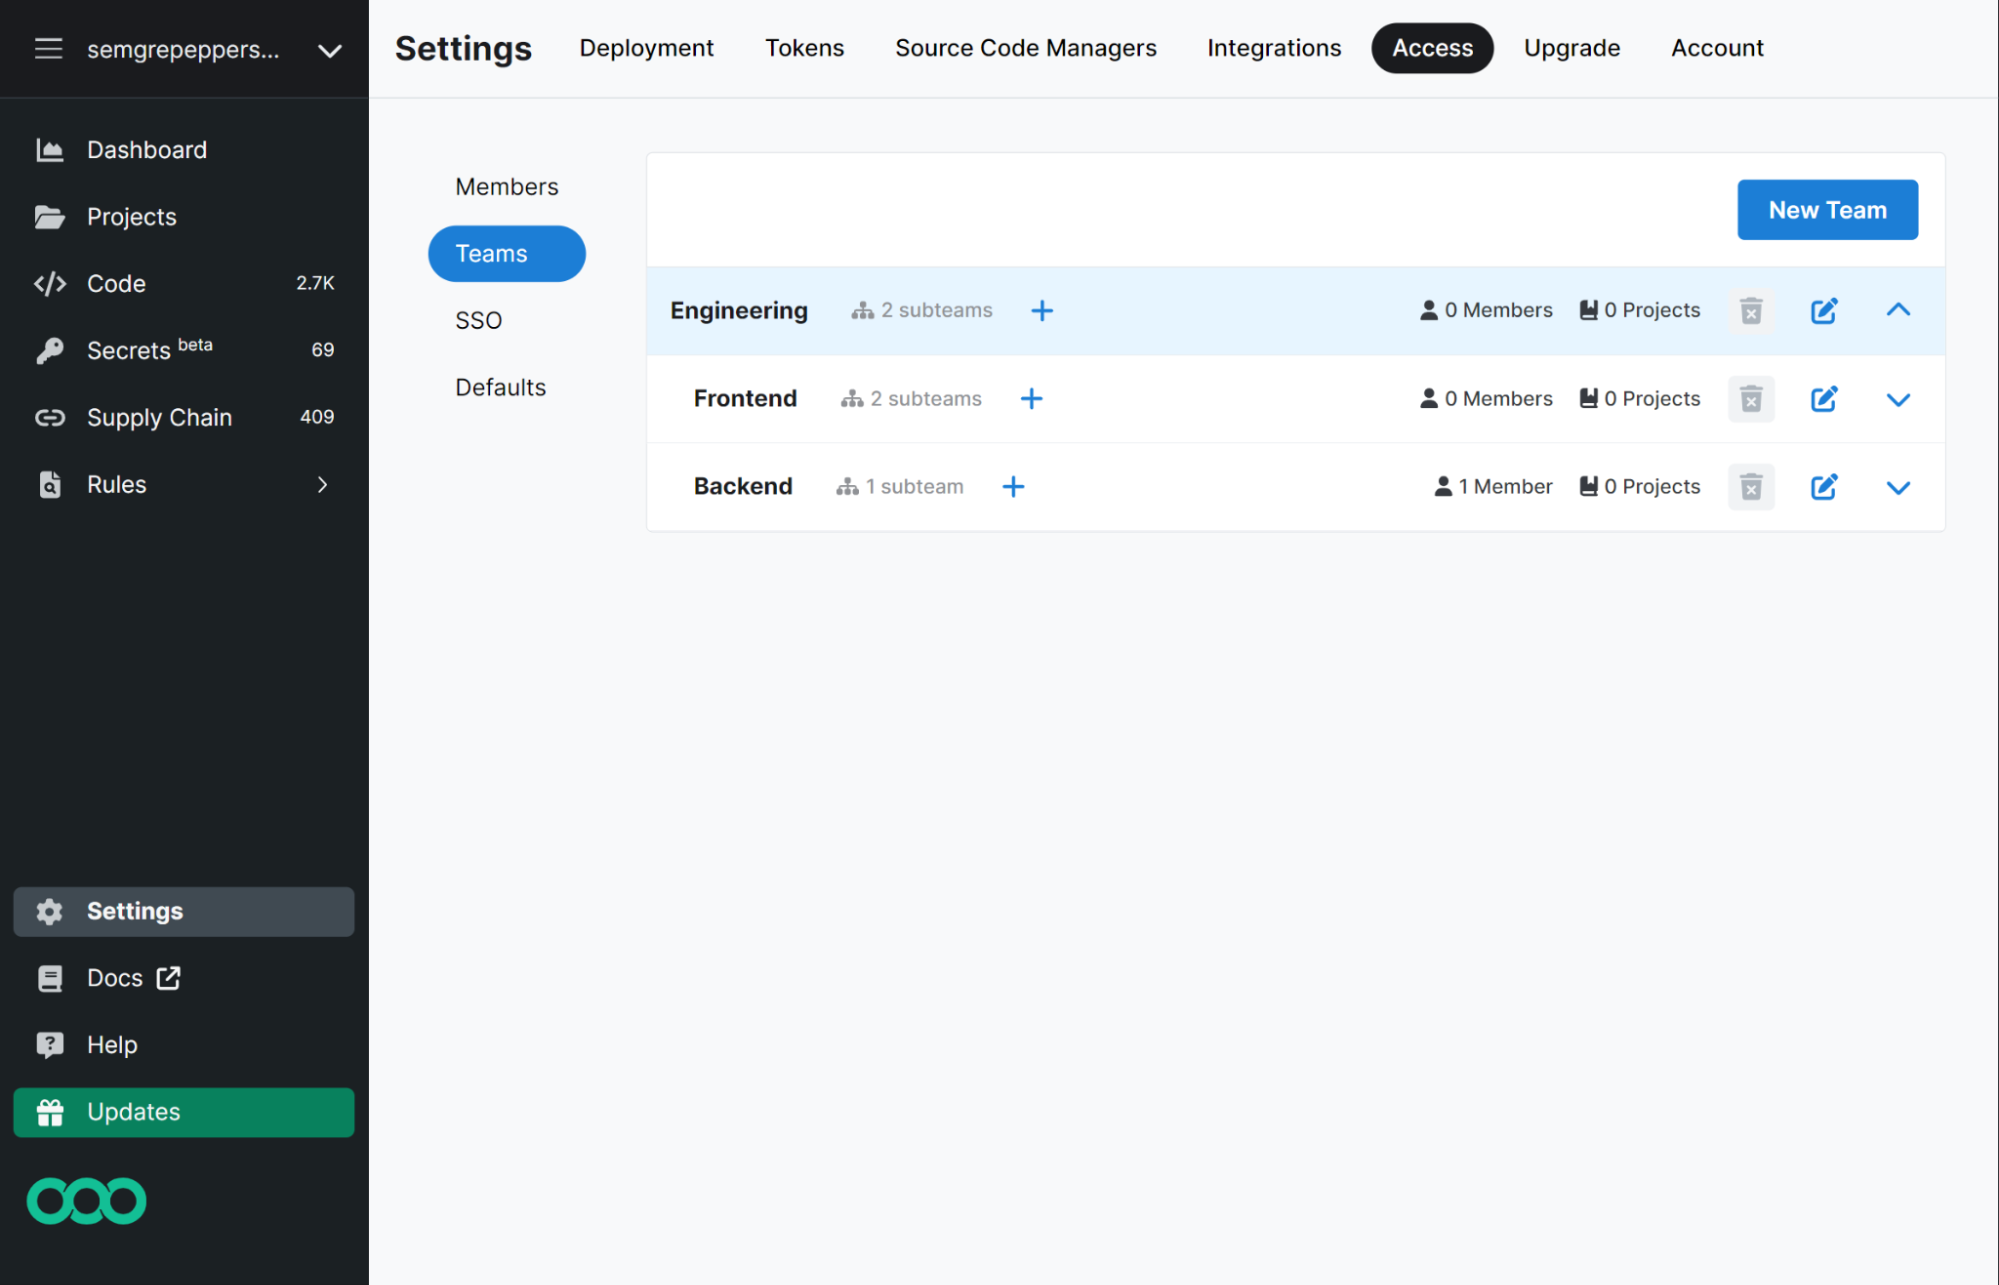 semgrepeppers...
Settings Deployment Tokens Source Code Managers Integrations Access Upgrade Account
Dashboard
Projects
Code 2.7K
Secrets beta 69
Supply Chain 409
Rules
Settings
Docs
Help
Updates
Members
Teams
SSO
Defaults
New Team
Engineering 2 subteams 0 Members 0 Projects
Frontend 2 subteams 0 Members 0 Projects
Backend 1 subteam 1 Member 0 Projects